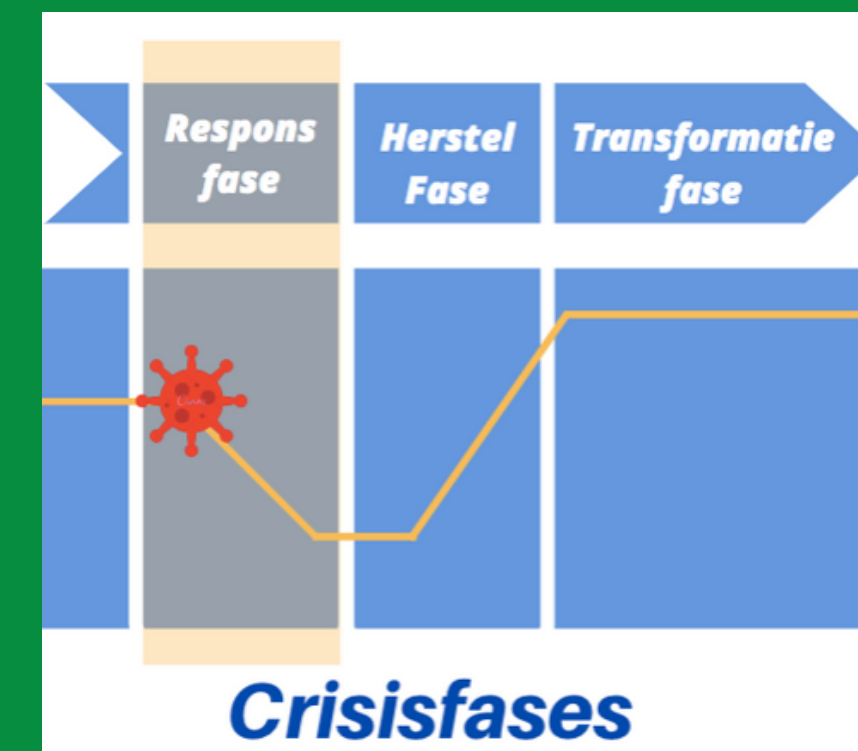 Respons
fase
Herstel
Fase
Transformatie
fase
Crisisfases